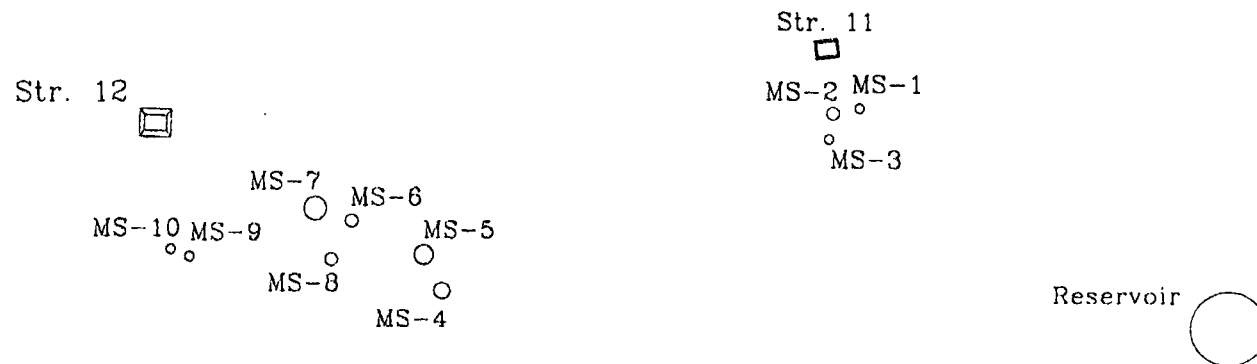 Str. 11
Str. 12
MS-2
MS-1
MS-3
MS-7
MS-6
MS-10
MS-9
MS-5
MS-8
MS-4
Reservoir